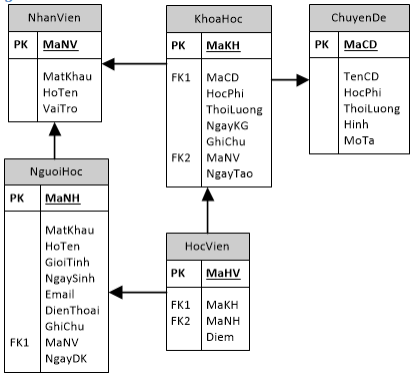 NhanVien
PK MaNV
MatKhau
HoTen
VaiTro
KhoaHoc
PK MaKH
FK1 MaCD
HocPhi
ThoiLuong
NgayKG
GhiChu
FK2 MaNV
NgayTao
ChuyenDe
PK MaCD
TenCD
HocPhi
ThoiLuong
Hinh
MoTa
NguoiHoc
PK MaNH
MatKhau
HoTen
GioiTinh
NgaySinh
Email
DienThoai
GhiChu
FK1 MaNV
NgayDK
HocVien
PK MaHV
FK1 MaKH
FK2 MaNH
Diem